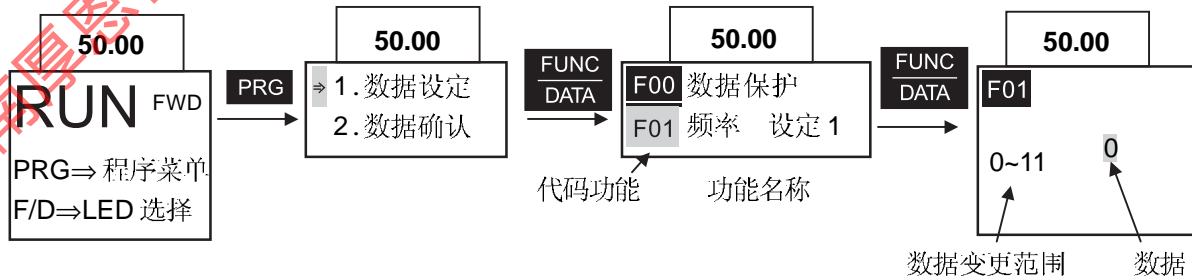 50.00
RUN FWD
PRG⇒ 程序菜单
F/D⇒LED 选择
PRG
50.00
⇒ 1.数据设定
2.数据确认
FUNC
DATA
50.00
F00 数据保护
F01 频率 设定 1
代码功能
功能名称
FUNC
DATA
50.00
F01
0~11
0
数据变更范围
数据